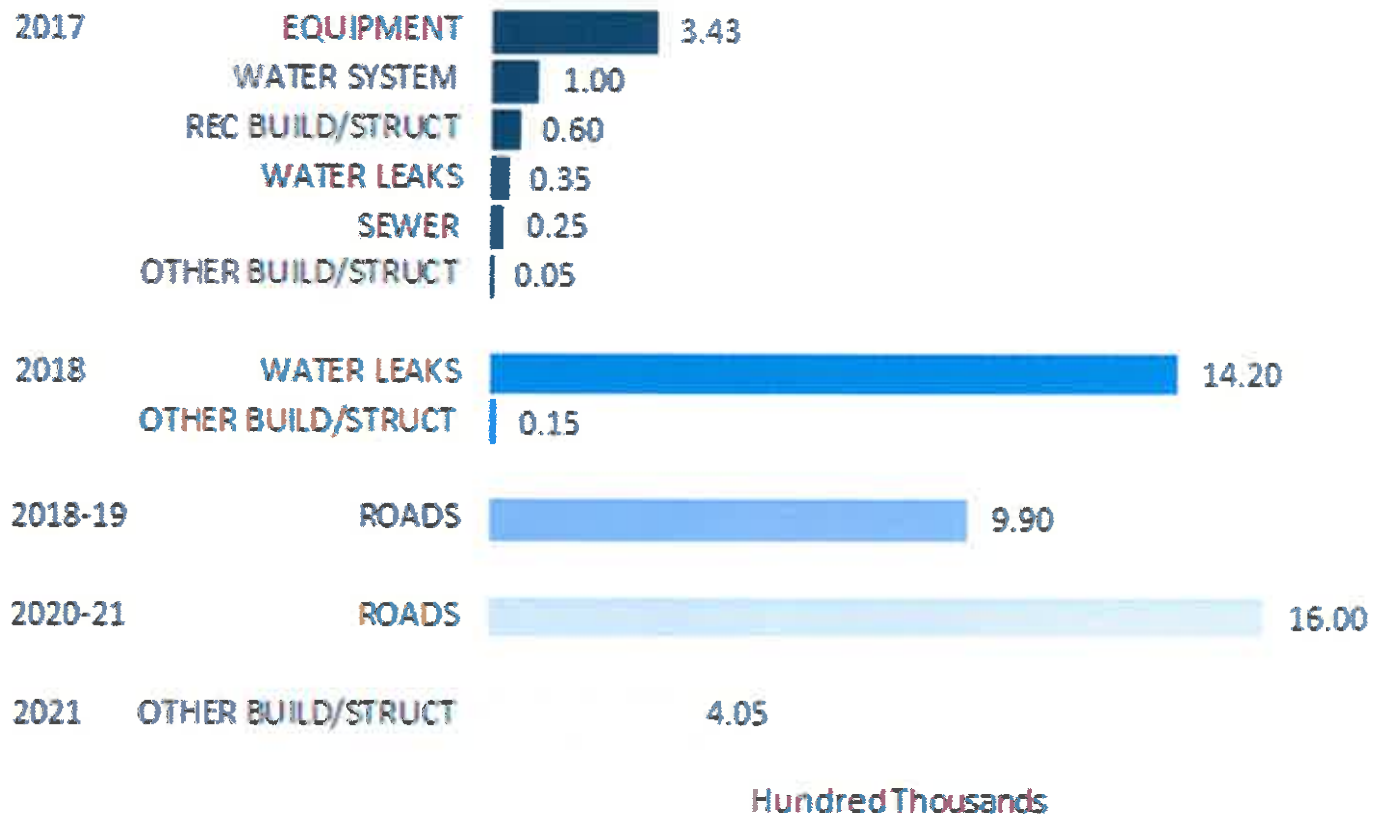 2017 EQUIPMENT 3.43
WATER SYSTEM 1.00
REC BUILD/STRUCT 0.60
WATER LEAKS 0.35
SEWER 0.25
OTHER BUILD/STRUCT 0.05
2018 WATER LEAKS 14.20
OTHER BUILD/STRUCT 0.15
2018-19 ROADS 9.90
2020-21 ROADS 16.00
2021 OTHER BUILD/STRUCT 4.05
Hundred Thousands